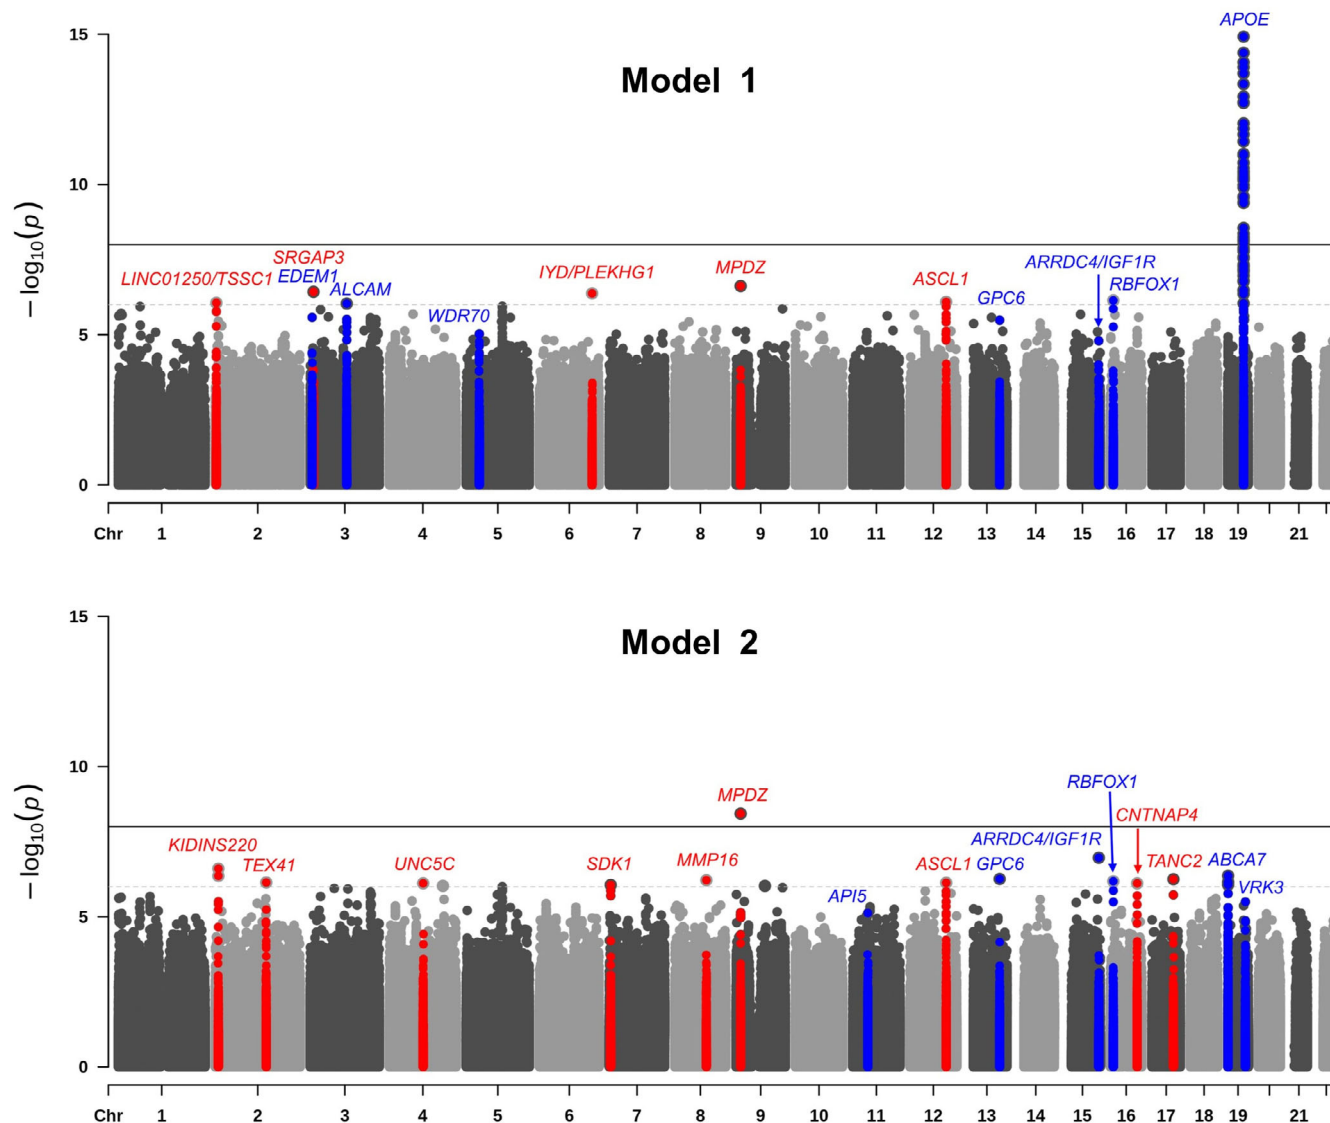 APOE
15
Model 1
10
− log10(p)
SRGAP3
LINC01250/TSSC1
EDEM1
ALCAM
WDR70
IYD/PLEKHG1
MPDZ
ASCL1
ARRDC4/IGF1R
GPC6
RBFOX1
5
0
Chr 1 2 3 4 5 6 7 8 9 10 11 12 13 14 15 16 17 18 19 21
15
Model 2
10
− log10(p)
MPDZ
RBFOX1
CNTNAP4
KIDINS220
TEX41
UNC5C
SDK1
MMP16
API5
ASCL1
ARRDC4/IGF1R
GPC6
TANC2
ABCA7
VRK3
5
0
Chr 1 2 3 4 5 6 7 8 9 10 11 12 13 14 15 16 17 18 19 21